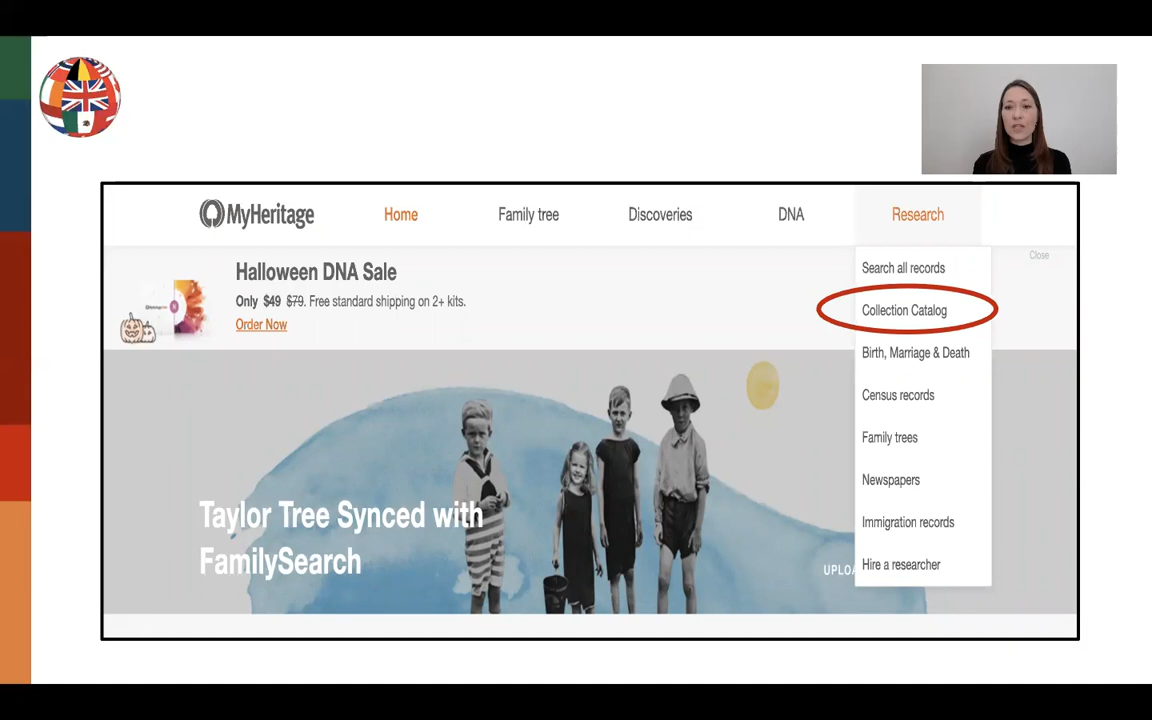 MyHeritage
Home
Family tree
Discoveries
DNA
Research
Close
Halloween DNA Sale
Only $49 $79. Free standard shipping on 2+ kits.
Order Now
Search all records
Collection Catalog
Birth, Marriage & Death
Census records
Family trees
Newspapers
Immigration records
Hire a researcher
Taylor Tree Synced with
FamilySearch
UPLOA